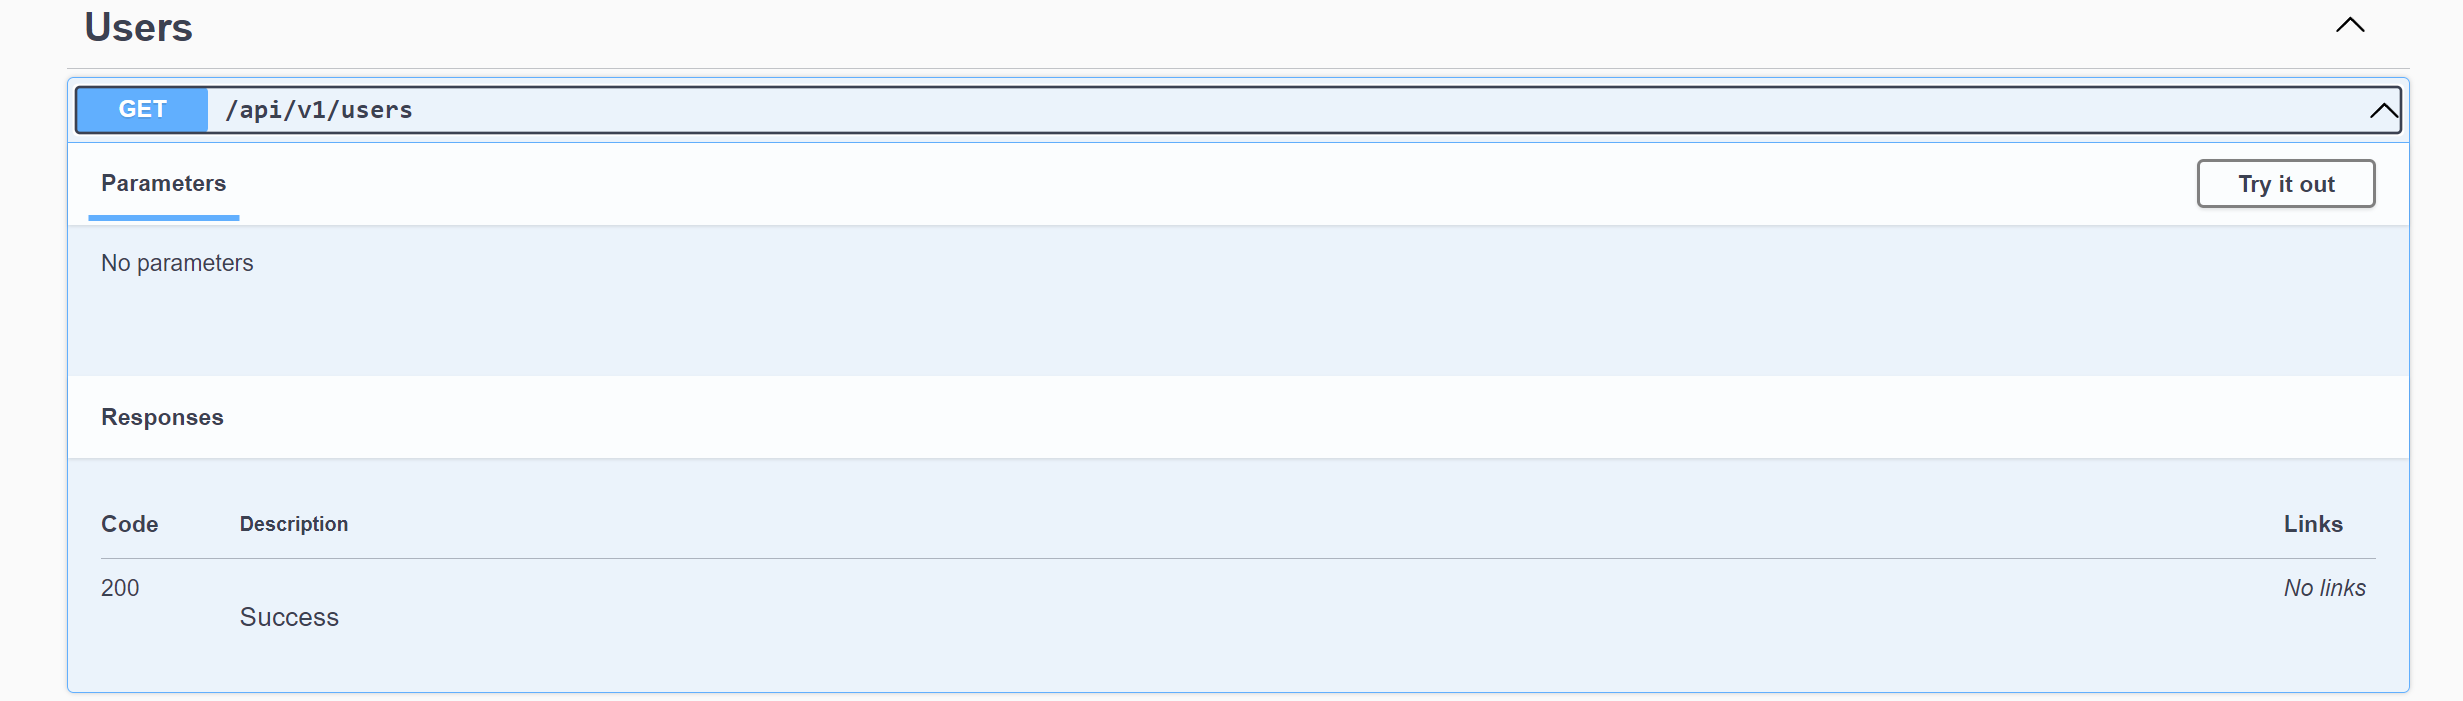 Users
GET /api/v1/users
Parameters
Try it out
No parameters
Responses
Code Description Links
200 No links
Success